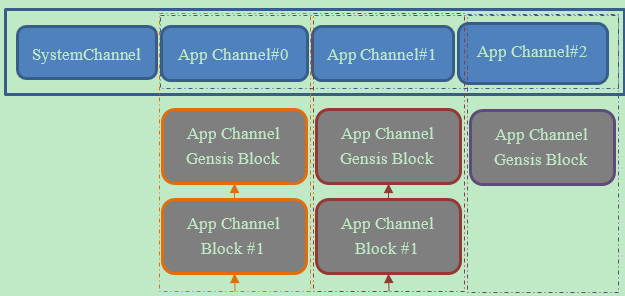 SystemChannel
App Channel#0
App Channel#1
App Channel#2
App Channel
Gensis Block
App Channel
Gensis Block
App Channel
Gensis Block
App Channel
Block #1
App Channel
Block #1